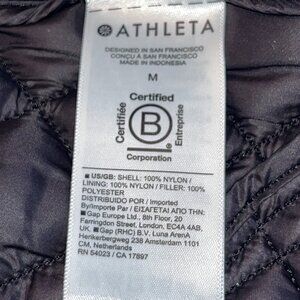 ATHLETA
DESIGNED IN SAN FRANCISCO
CONÇU A SAN FRANCISCO
MADE IN INDONESIA
M
Certified
Certifiée
B
Entreprise
Corporation
■ US/GB: SHELL: 100% NYLON /
LINING: 100% NYLON / FILLER: 100%
POLYESTER
DISTRIBUIDO POR / Imported
By/Importe Par / ΕΙΣΑΓΕΤΑΙ ΑΠΟ ΤΗΝ:
■ Gap Europe Ltd., 8th Floor, 20
Farringdon Street, London, EC4A 4AB.
UK. ■ Gap (RHC) B.V. Luna ArenA
Herikerbergweg 238 Amsterdam 1101
CM, Netherlands
RN 54023 / CA 17897